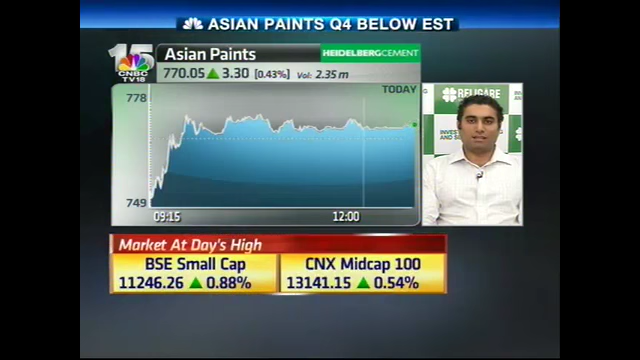 ASIAN PAINTS Q4 BELOW EST
15
CNBC
TV18
Asian Paints
HEIDELBERGCEMENT
770.05 ▲ 3.30 [0.43%] Vol: 2.35 m
TODAY
778
749
09:15
12:00
RELIGARE
Market At Day's High
BSE Small Cap
11246.26 ▲ 0.88%
CNX Midcap 100
13141.15 ▲ 0.54%